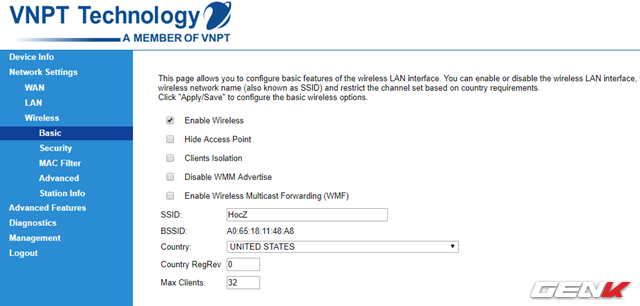 VNPT Technology
A MEMBER OF VNPT
Device Info
Network Settings
WAN
LAN
Wireless
Basic
Security
MAC Filter
Advanced
Station Info
Advanced Features
Diagnostics
Management
Logout
This page allows you to configure basic features of the wireless LAN interface. You can enable or disable the wireless LAN interface,
wireless network name (also known as SSID) and restrict the channel set based on country requirements.
Click "Apply/Save" to configure the basic wireless options.
Enable Wireless
Hide Access Point
Clients Isolation
Disable WMM Advertise
Enable Wireless Multicast Forwarding (WMF)
SSID: HocZ
BSSID: A0:65:18:11:48:A8
Country: UNITED STATES
Country RegRev 0
Max Clients: 32
GENK